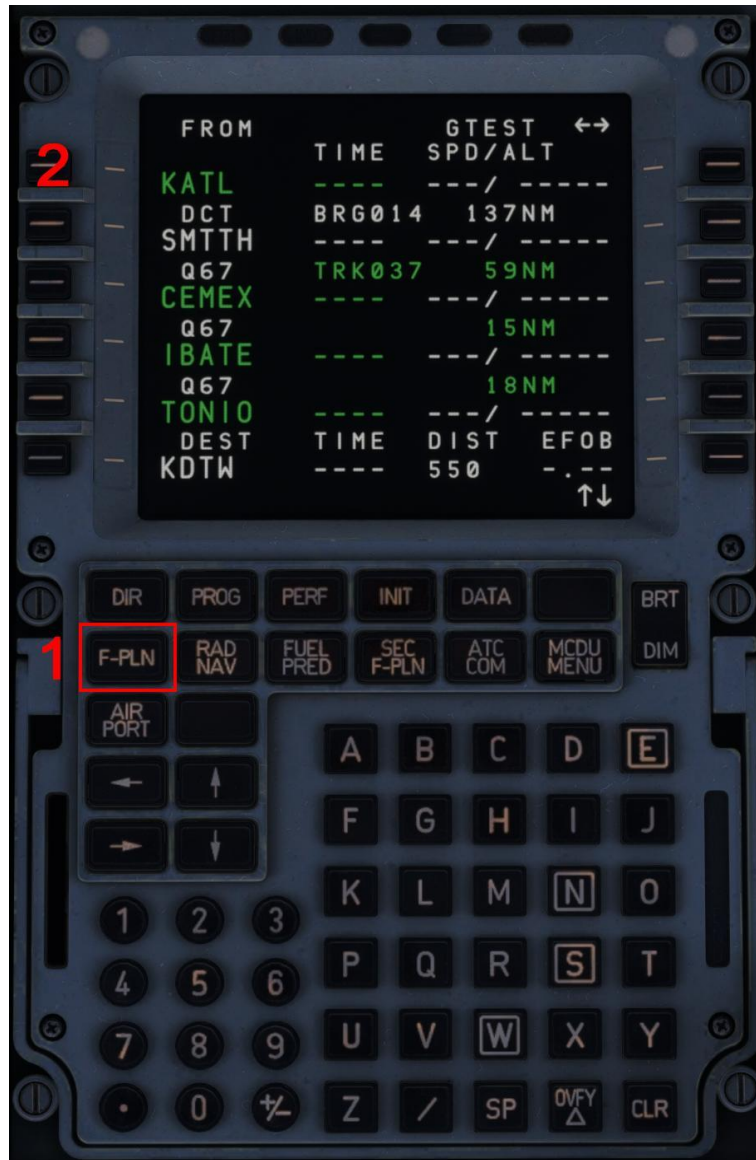 FROM GTEST ←→
TIME SPD/ALT
2
KATL ---- ---/ -----
DCT BRG014 137NM
SMTTH ---- ---/ -----
Q67 TRK037 59NM
CEMEX ---- ---/ -----
Q67 15NM
IBATE ---- ---/ -----
Q67 18NM
TONIO ---- ---/ -----
DEST TIME DIST EFOB
KDTW ---- 550 -.--
↑↓
DIR PROG PERF INIT DATA BRT
1 F-PLN RAD NAV FUEL PRED SEC F-PLN ATC COM MCDU MENU DIM
AIR PORT
← ↑
→ ↓
A B C D E
F G H I J
K L M N O
1 2 3
P Q R S T
4 5 6
U V W X Y
7 8 9
Z / SP OVFY Δ CLR
. 0 +/-